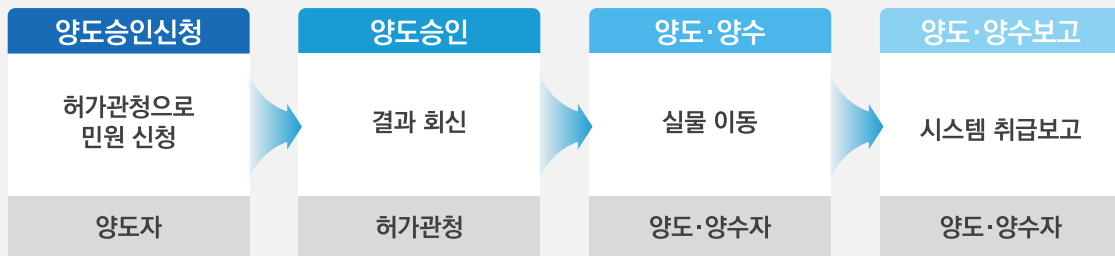 양도승인신청
허가관청으로
민원 신청
양도자
양도승인
결과 회신
허가관청
양도·양수
실물 이동
양도·양수자
양도·양수보고
시스템 취급보고
양도·양수자